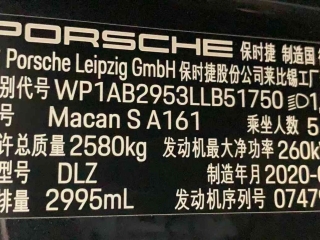 PORSCHE 保时捷 制造国
Porsche Leipzig GmbH 保时捷股份公司莱比锡工厂
别代号 WP1AB2953LLB51750
Macan S A161 乘坐人数 5
许总质量 2580kg 发动机最大净功率 260k
型号 DLZ 制造年月 2020-0
排量 2995mL 发动机序列号 0747